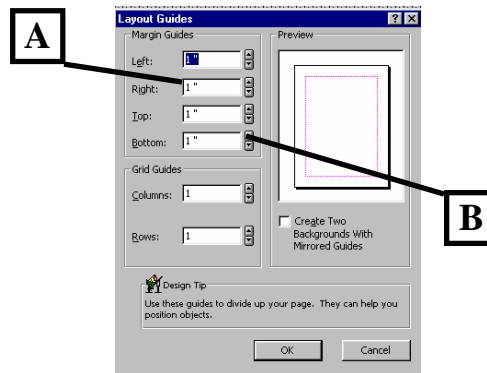 Layout Guides
A
Margin Guides
Left: 1 "
Right: 1 "
Top: 1 "
Bottom: 1 "
Preview
Grid Guides
Columns: 1
Rows: 1
Create Two
Backgrounds With
Mirrored Guides
B
Design Tip
Use these guides to divide up your page. They can help you
position objects.
OK
Cancel